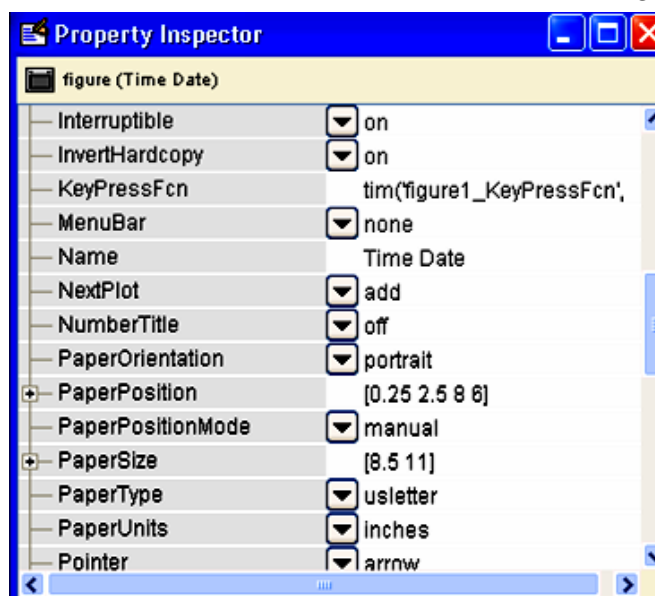 Property Inspector
figure (Time Date)
Interruptible on
InvertHardcopy on
KeyPressFcn tim('figure1_KeyPressFcn',
MenuBar none
Name Time Date
NextPlot add
NumberTitle off
PaperOrientation portrait
PaperPosition [0.25 2.5 8 6]
PaperPositionMode manual
PaperSize [8.5 11]
PaperType usletter
PaperUnits inches
Pointer arrow